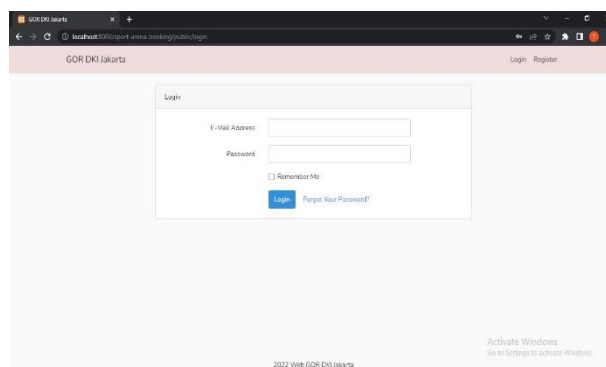 GOR DKI Jakarta
localhost:8000/sport-arena-booking/public/login
GOR DKI Jakarta
Login Register
Login
E-Mail Address
Password
Remember Me
Login Forgot Your Password?
Activate Windows
Go to Settings to activate Windows.
2022 Web GOR DKI Jakarta